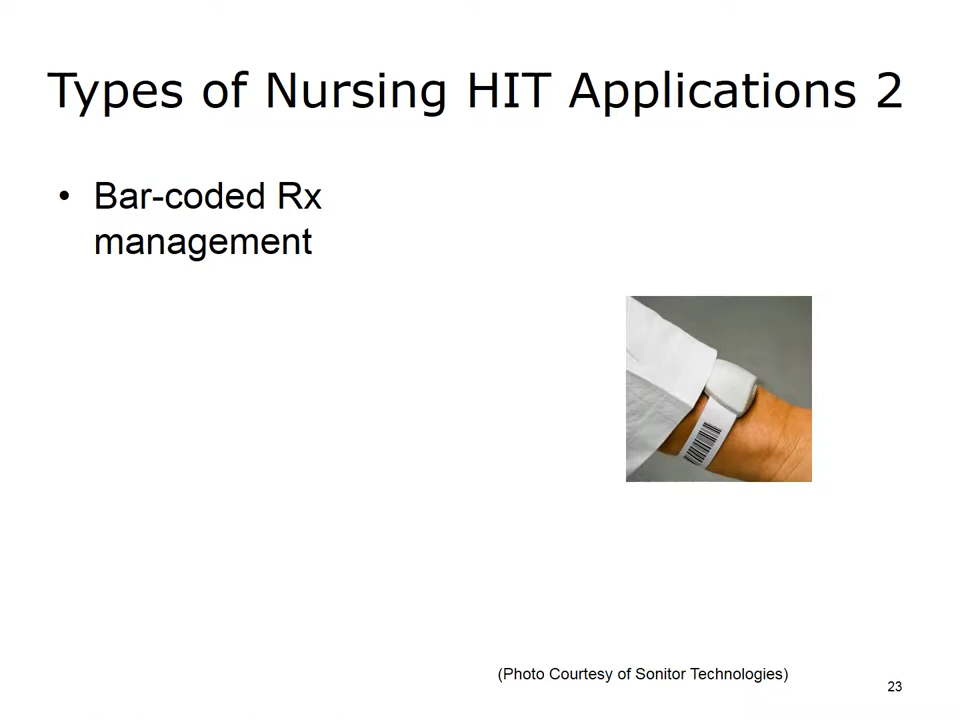 Types of Nursing HIT Applications 2
• Bar-coded Rx
management
(Photo Courtesy of Sonitor Technologies)
23